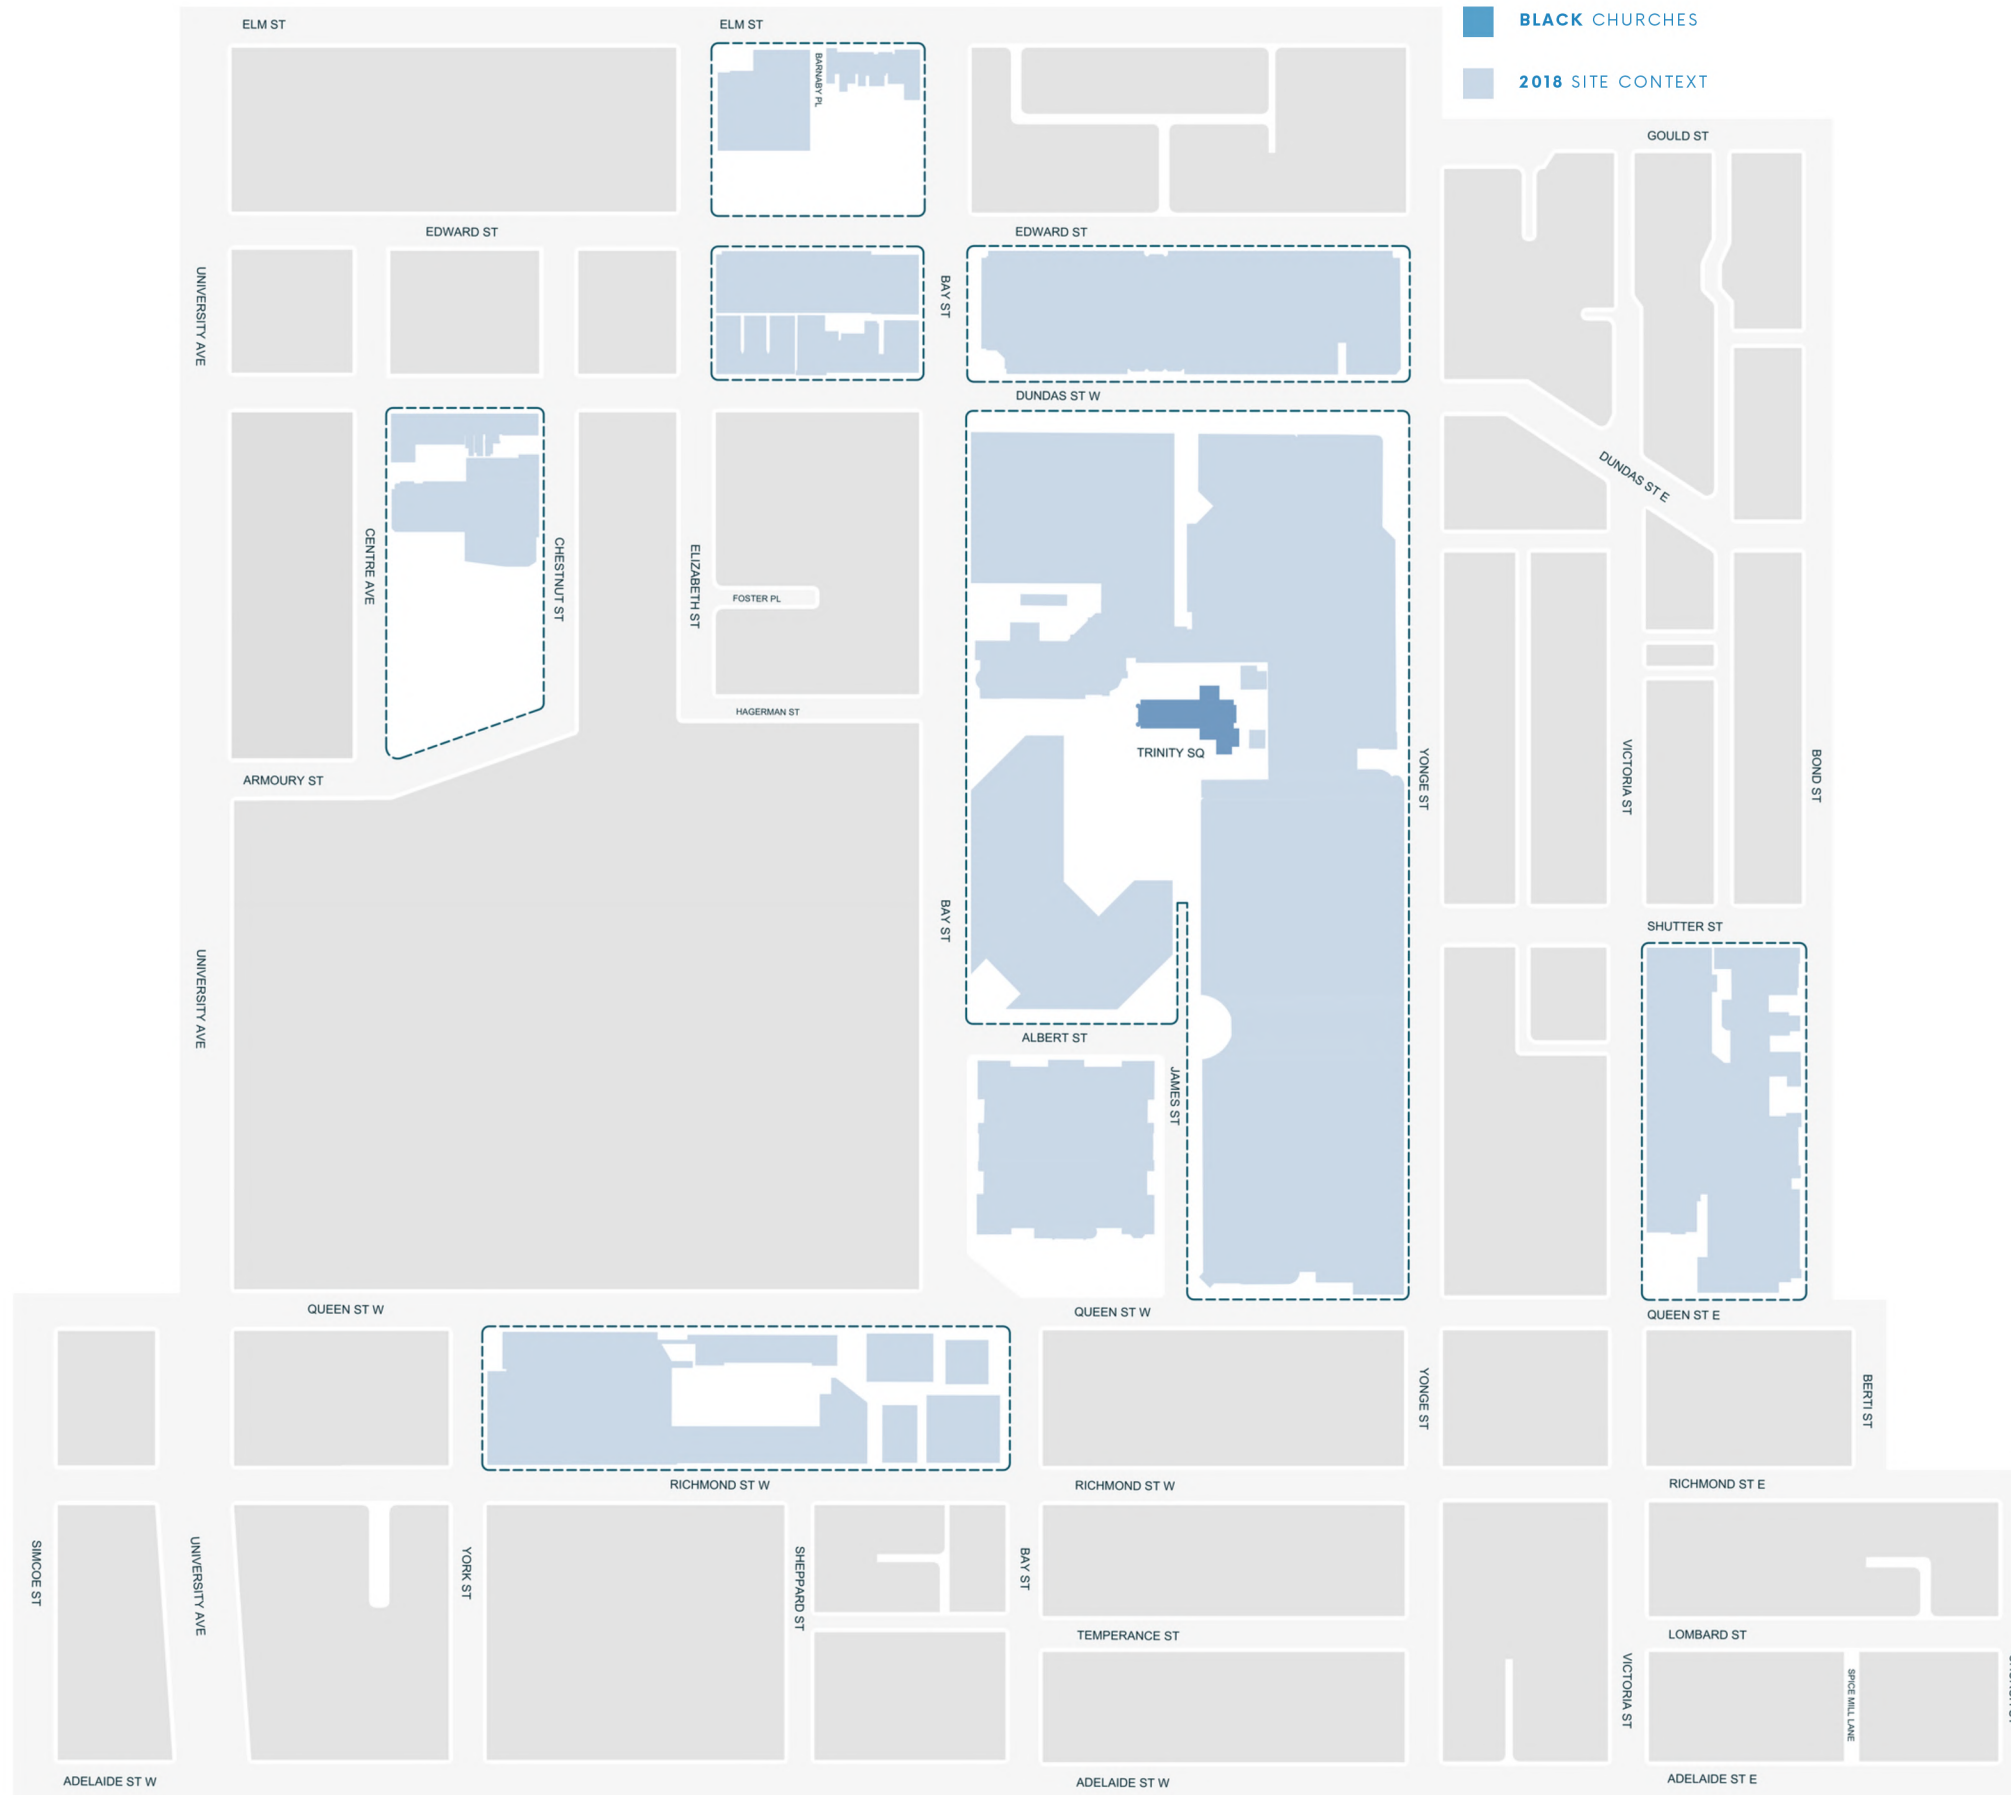 ELM ST
ELM ST
BLACK CHURCHES
2018 SITE CONTEXT
BARNABY PL
GOULD ST
EDWARD ST
EDWARD ST
UNIVERSITY AVE
BAY ST
DUNDAS ST W
DUNDAS ST E
CENTRE AVE
CHESTNUT ST
ELIZABETH ST
FOSTER PL
HAGERMAN ST
TRINITY SQ
YONGE ST
VICTORIA ST
BOND ST
ARMOURY ST
BAY ST
SHUTTER ST
UNIVERSITY AVE
ALBERT ST
JAMES ST
QUEEN ST W
QUEEN ST W
QUEEN ST E
YONGE ST
BERTI ST
RICHMOND ST W
RICHMOND ST W
RICHMOND ST E
SIMCOE ST
UNIVERSITY AVE
YORK ST
SHEPPARD ST
BAY ST
TEMPERANCE ST
LOMBARD ST
VICTORIA ST
SPICE MILL LANE
ADELAIDE ST W
ADELAIDE ST W
ADELAIDE ST E